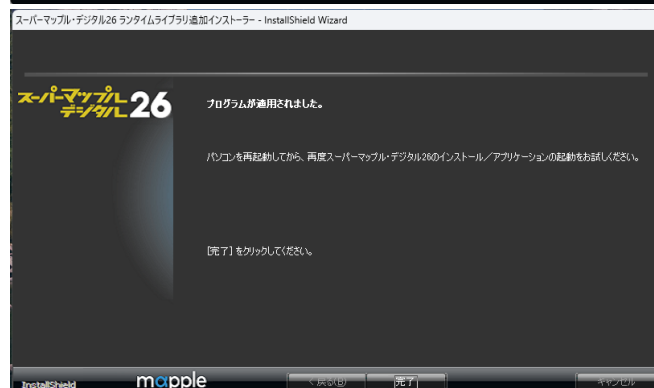 スーパーマップル・デジタル26 ランタイムライブラリ追加インストーラー - InstallShield Wizard
スーパーマップル デジタル 26
プログラムが適用されました。
パソコンを再起動してから、再度スーパーマップル・デジタル26のインストール／アプリケーションの起動をお試しください。
[完了] をクリックしてください。
InstallShield
mapple
< 戻る(B)
完了
キャンセル